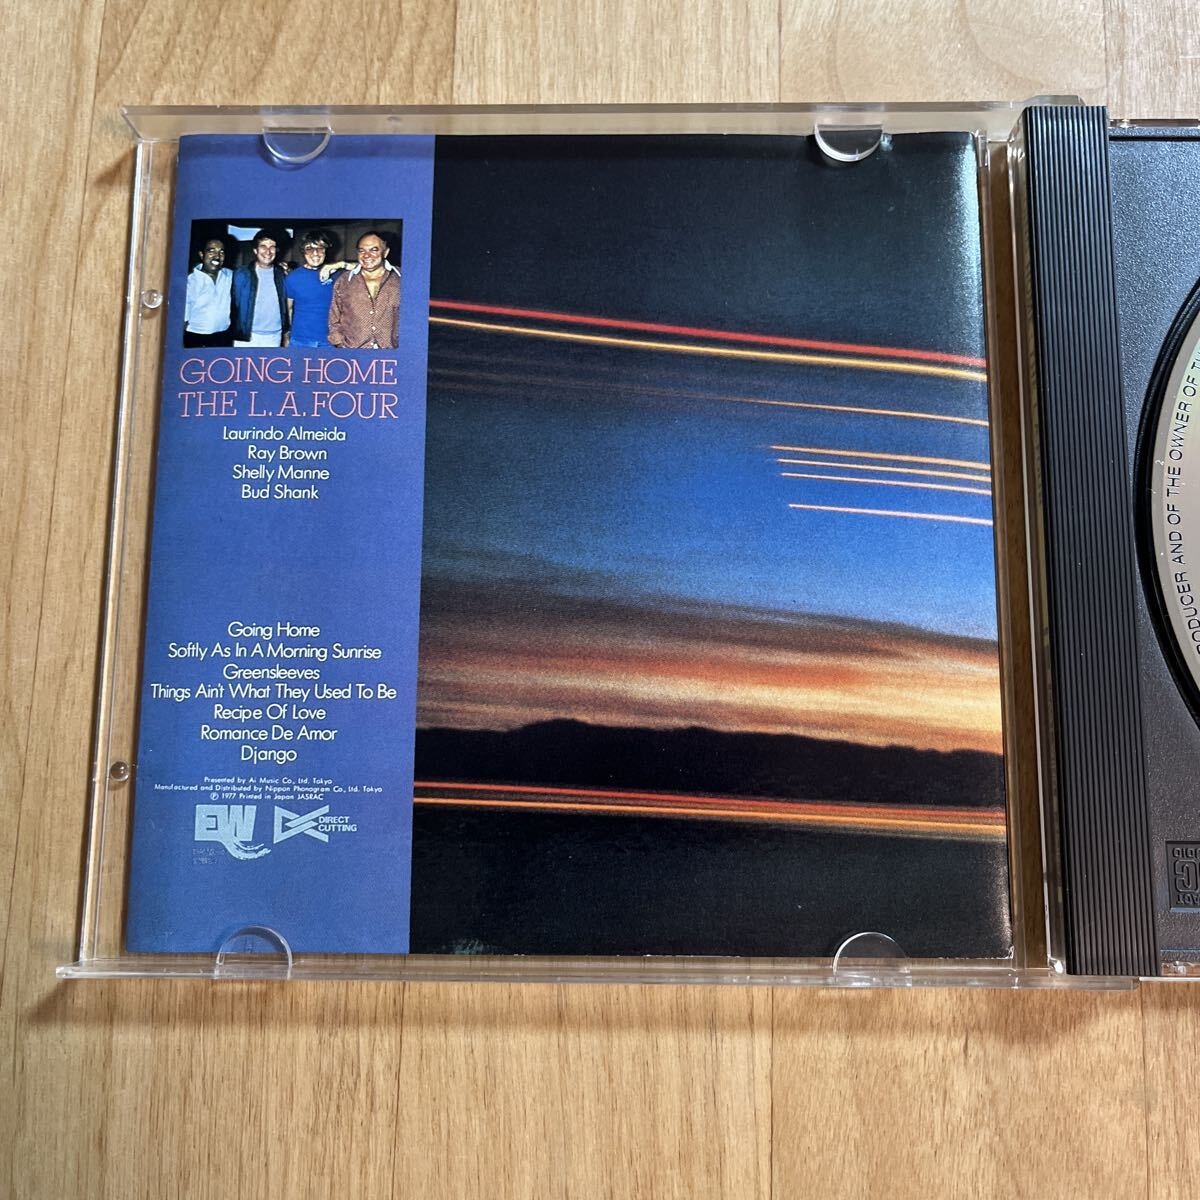 GOING HOME
THE L.A. FOUR
Laurindo Almeida
Ray Brown
Shelly Manne
Bud Shank
Going Home
Softly As In A Morning Sunrise
Greensleeves
Things Ain't What They Used To Be
Recipe Of Love
Romance De Amor
Django
Presented by Ai Music Co., Ltd. Tokyo
Manufactured and Distributed by Nippon Phonogram Co., Ltd. Tokyo
Ⓟ 1977 Printed in Japan JASRAC
EW
DIRECT
CUTTING
RODUCER AND OF THE OWNER OF T